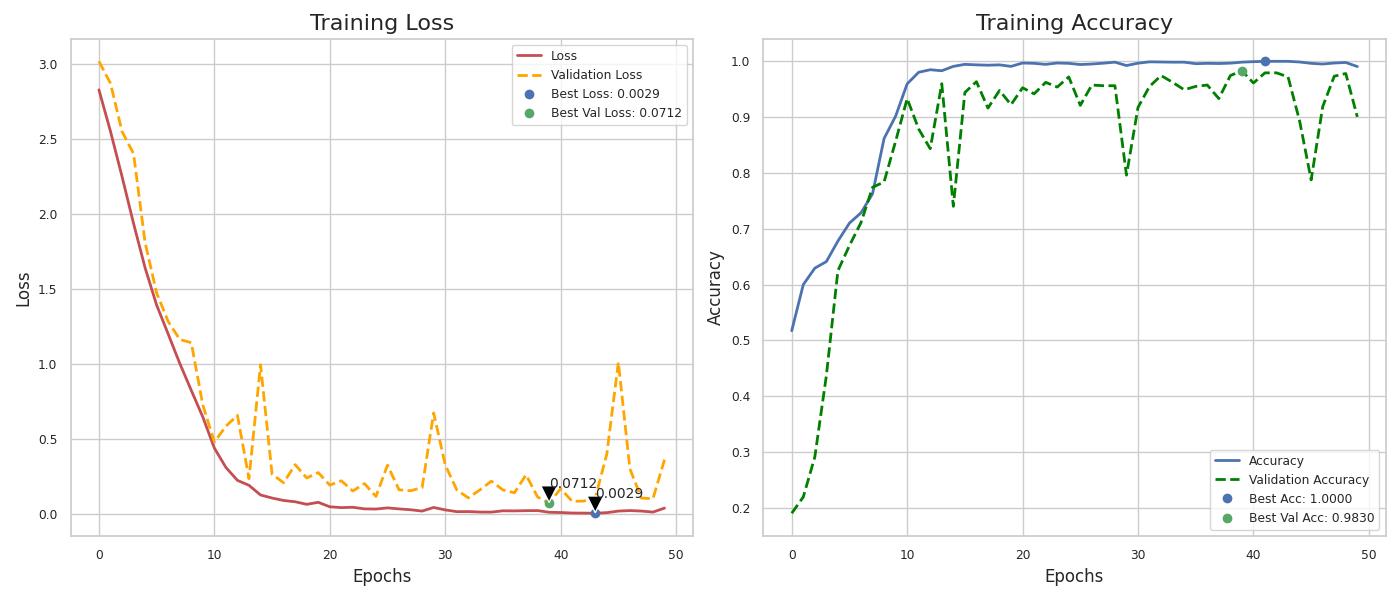 Training Loss
Loss
Validation Loss
Best Loss: 0.0029
Best Val Loss: 0.0712
3.0
2.5
2.0
1.5
1.0
0.5
0.0
Loss
0.0712
0.0029
0
10
20
30
40
50
Epochs
Training Accuracy
1.0
0.9
0.8
0.7
0.6
0.5
0.4
0.3
0.2
Accuracy
Accuracy
Validation Accuracy
Best Acc: 1.0000
Best Val Acc: 0.9830
0
10
20
30
40
50
Epochs